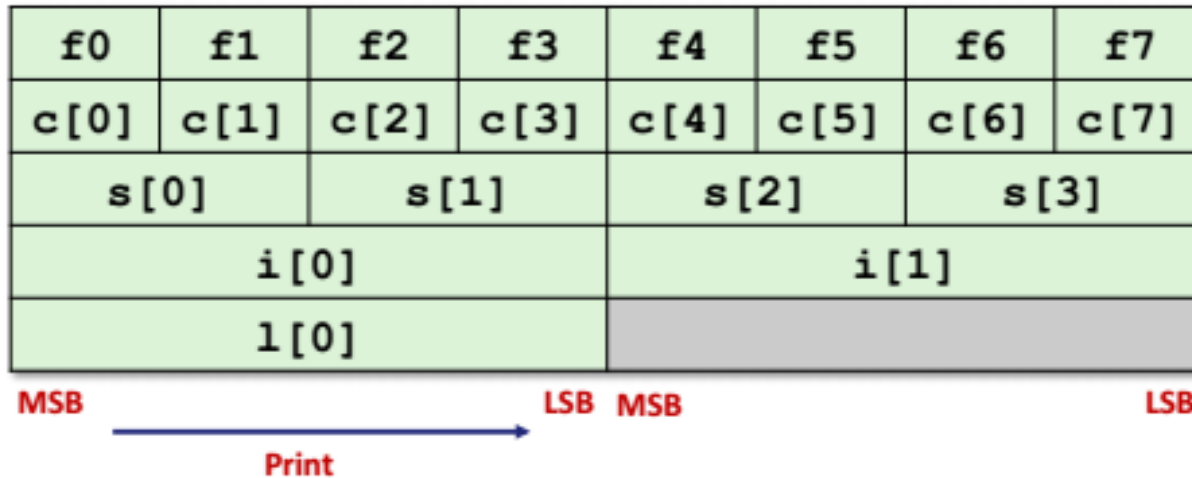 f0 f1 f2 f3 f4 f5 f6 f7
c[0] c[1] c[2] c[3] c[4] c[5] c[6] c[7]
s[0] s[1] s[2] s[3]
i[0] i[1]
l[0]
MSB LSB MSB LSB
Print